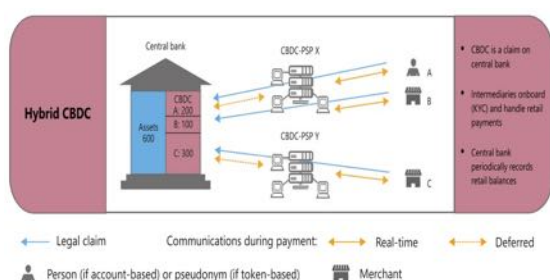 Hybrid CBDC
Central bank
Assets
600
CBDC
A: 200
B: 100
C: 300
CBDC-PSP X
CBDC-PSP Y
A
B
C
• CBDC is a claim on
central bank
• Intermediaries onboard
(KYC) and handle retail
payments
• Central bank
periodically records
retail balances
Legal claim
Communications during payment:
Real-time
Deferred
Person (if account-based) or pseudonym (if token-based)
Merchant